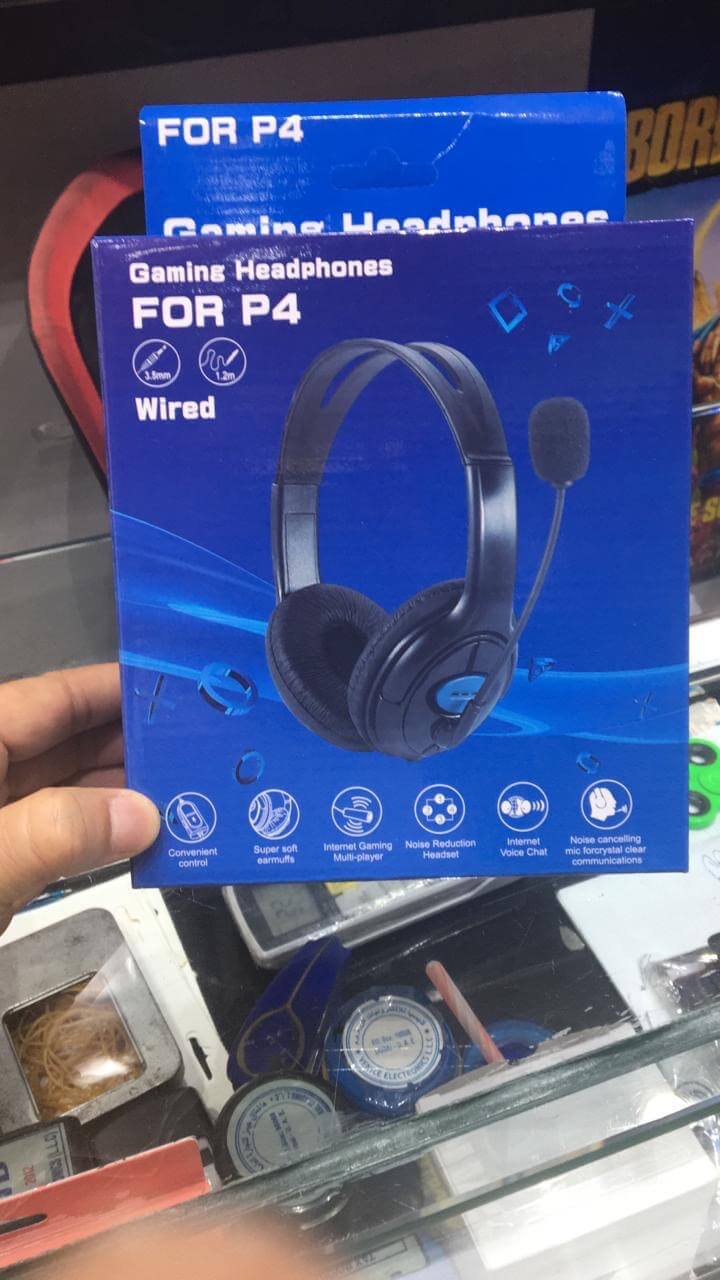 FOR P4
Gaming Headphones
BOR
Gaming Headphones
FOR P4
3.5mm
1.2m
Wired
Convenient
control
Super soft
earmuffs
Internet Gaming
Multi-player
Noise Reduction
Headset
Internet
Voice Chat
Noise cancelling
mic forcrystal clear
communications